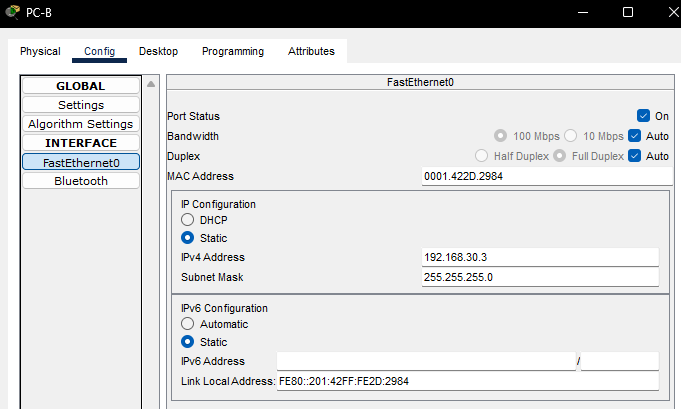 PC-B
Physical Config Desktop Programming Attributes
GLOBAL
Settings
Algorithm Settings
INTERFACE
FastEthernet0
Bluetooth
FastEthernet0
Port Status On
Bandwidth 100 Mbps 10 Mbps Auto
Duplex Half Duplex Full Duplex Auto
MAC Address 0001.422D.2984
IP Configuration
DHCP
Static
IPv4 Address 192.168.30.3
Subnet Mask 255.255.255.0
IPv6 Configuration
Automatic
Static
IPv6 Address /
Link Local Address: FE80::201:42FF:FE2D:2984